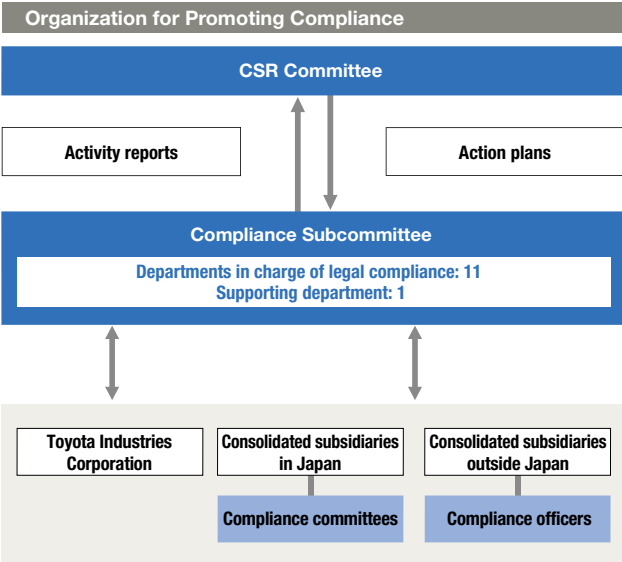 Organization for Promoting Compliance
CSR Committee
Activity reports
Action plans
Compliance Subcommittee
Departments in charge of legal compliance: 11
Supporting department: 1
Toyota Industries
Corporation
Consolidated subsidiaries
in Japan
Consolidated subsidiaries
outside Japan
Compliance committees
Compliance officers